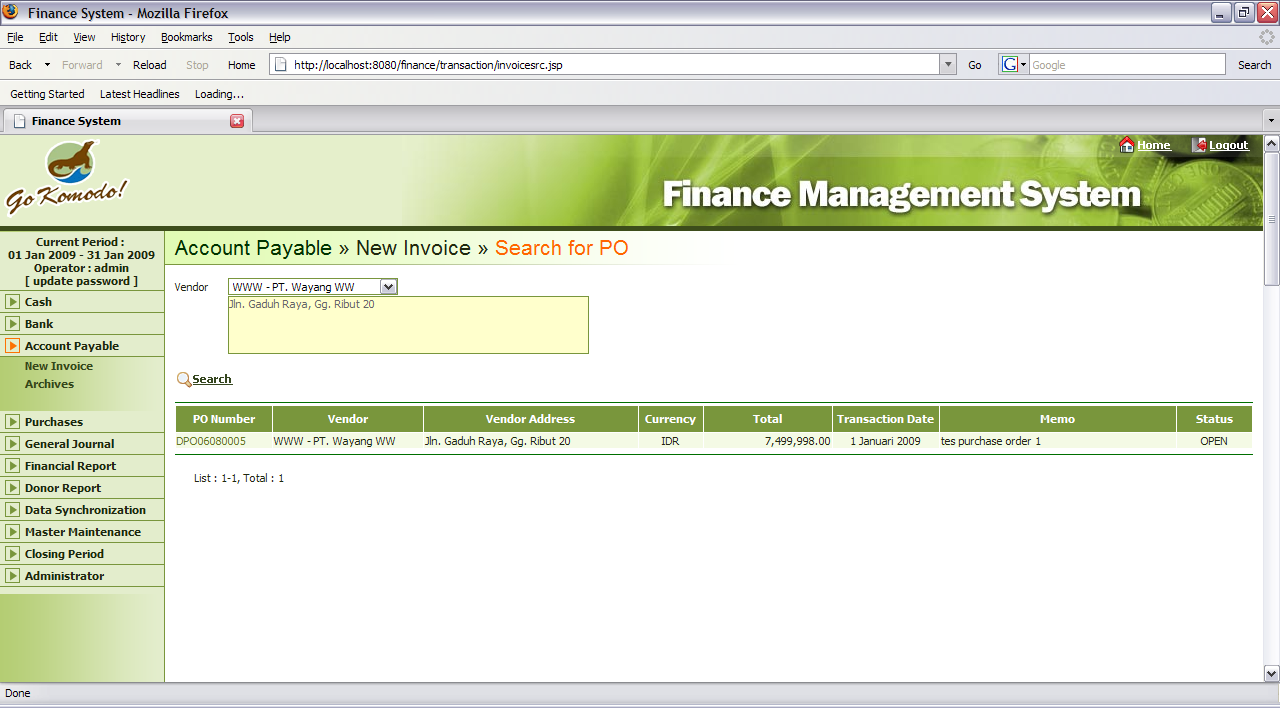 Finance System - Mozilla Firefox
File Edit View History Bookmarks Tools Help
Back Forward Reload Stop Home http://localhost:8080/finance/transaction/invoicesrc.jsp Go G Google Search
Getting Started Latest Headlines Loading...
Finance System
Home Logout
Go Komodo!
Finance Management System
Current Period :
01 Jan 2009 - 31 Jan 2009
Operator : admin
[ update password ]
Cash
Bank
Account Payable
New Invoice
Archives
Purchases
General Journal
Financial Report
Donor Report
Data Synchronization
Master Maintenance
Closing Period
Administrator
Account Payable » New Invoice » Search for PO
Vendor WWW - PT. Wayang WW
Jln. Gaduh Raya, Gg. Ribut 20
Search
PO Number Vendor Vendor Address Currency Total Transaction Date Memo Status
DPO06080005 WWW - PT. Wayang WW Jln. Gaduh Raya, Gg. Ribut 20 IDR 7,499,998.00 1 Januari 2009 tes purchase order 1 OPEN
List : 1-1, Total : 1
Done